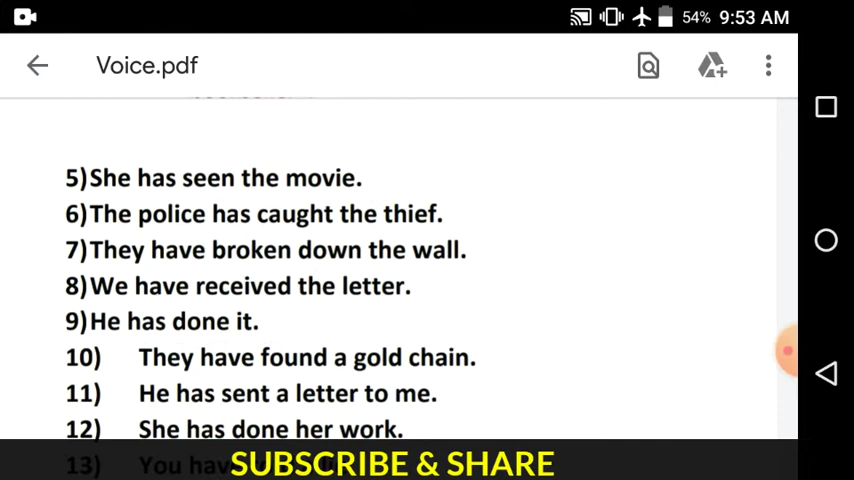 54% 9:53 AM
Voice.pdf
5)She has seen the movie.
6)The police has caught the thief.
7)They have broken down the wall.
8)We have received the letter.
9)He has done it.
10) They have found a gold chain.
11) He has sent a letter to me.
12) She has done her work.
13) You
SUBSCRIBE & SHARE